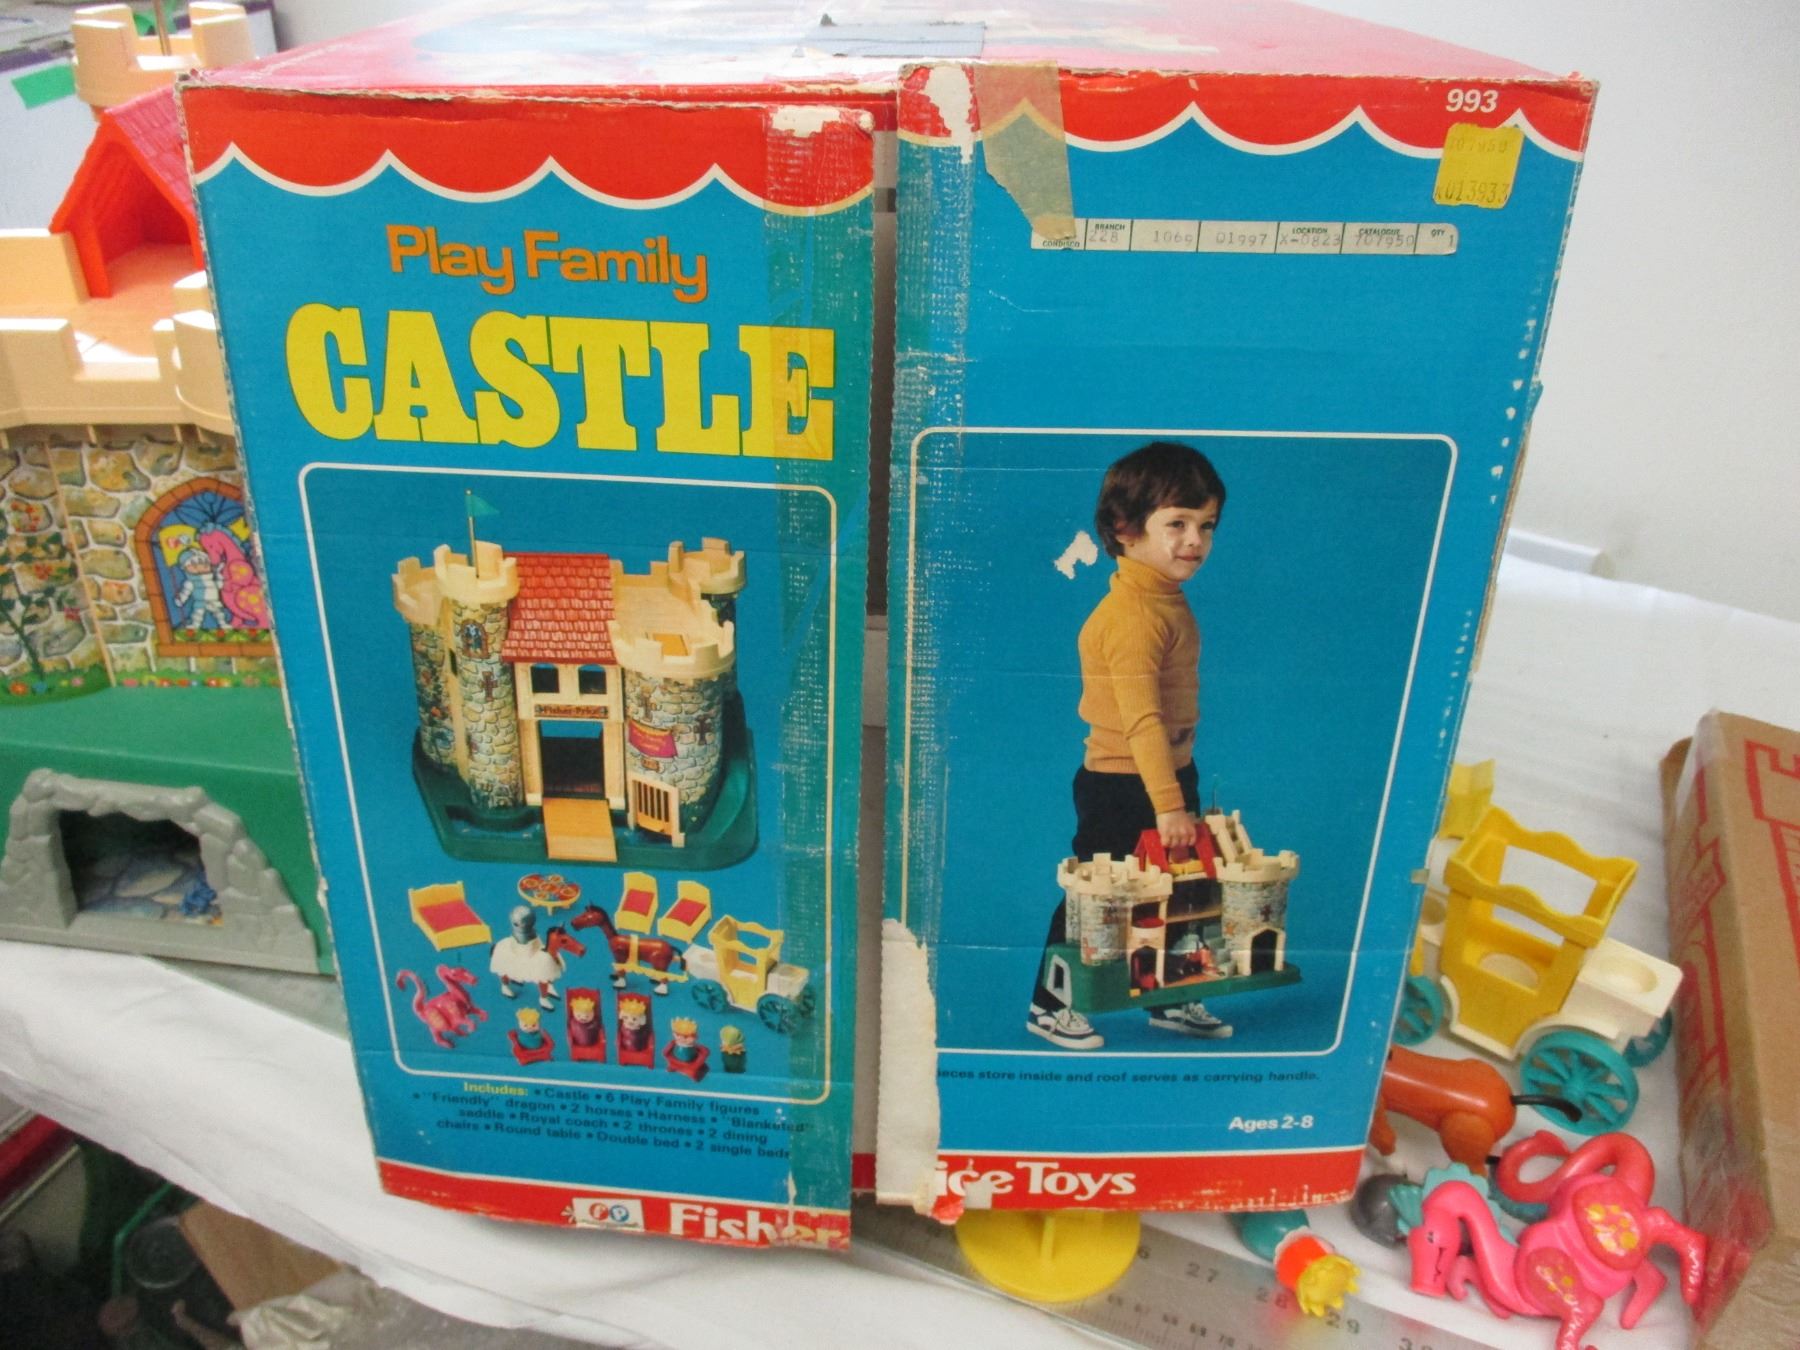 Play Family
CASTLE
Fisher-Price
Includes: • Castle • 6 Play Family figures
• "Friendly" dragon • 2 horses • Harness • "Blanketed"
saddle • Royal coach • 2 thrones • 2 dining
chairs • Round table • Double bed • 2 single beds
fp Fisher
993
707950
K013933
CONDISCO BRANCH LOCATION CATALOGUE QTY
228 1069 01997 X-0823 707950 1
store inside and roof serves as carrying handle.
Ages 2-8
ice Toys
27
28
29